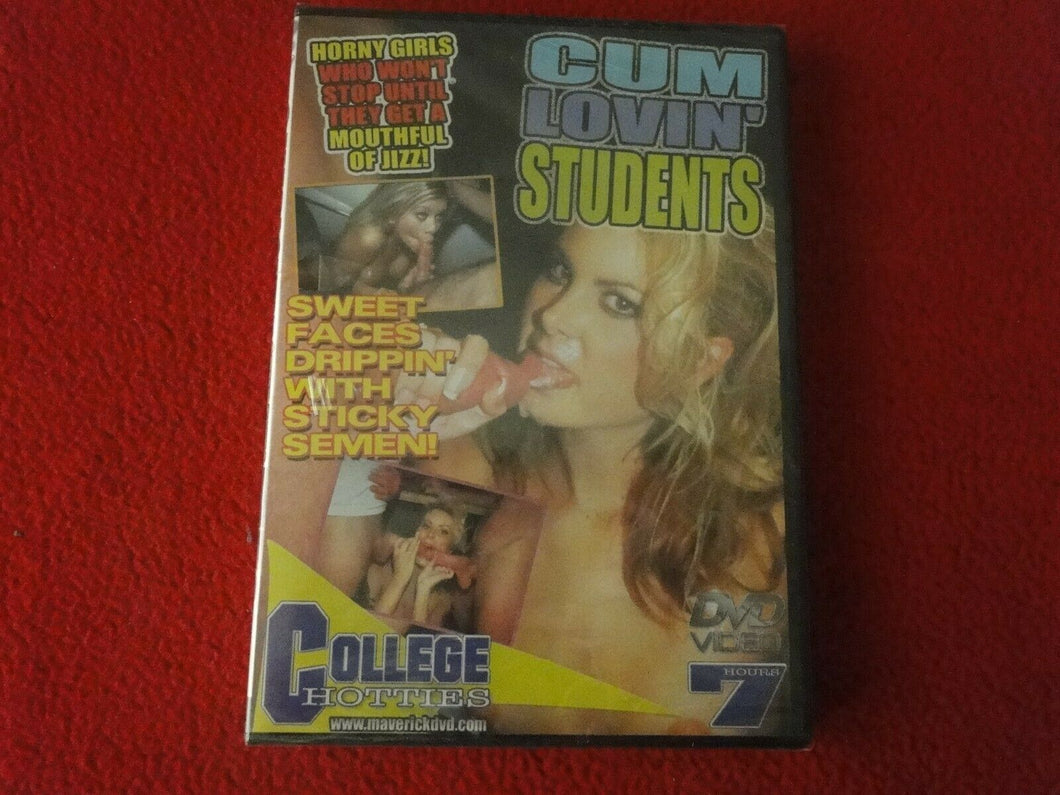 HORNY GIRLS
WHO WON'T
STOP UNTIL
THEY GET A
MOUTHFUL
OF JIZZ!
CUM
LOVIN'
STUDENTS
SWEET
FACES
DRIPPIN'
WITH
STICKY
SEMEN!
COLLEGE
HOTTIES
www.maverickdvd.com
DVD
VIDEO
HOURS
7